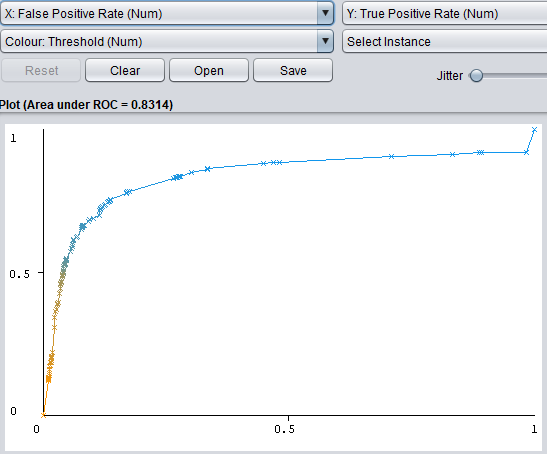 X: False Positive Rate (Num) Y: True Positive Rate (Num)
Colour: Threshold (Num) Select Instance
Reset Clear Open Save Jitter
Plot (Area under ROC = 0.8314)
1
0.5
0
0 0.5 1